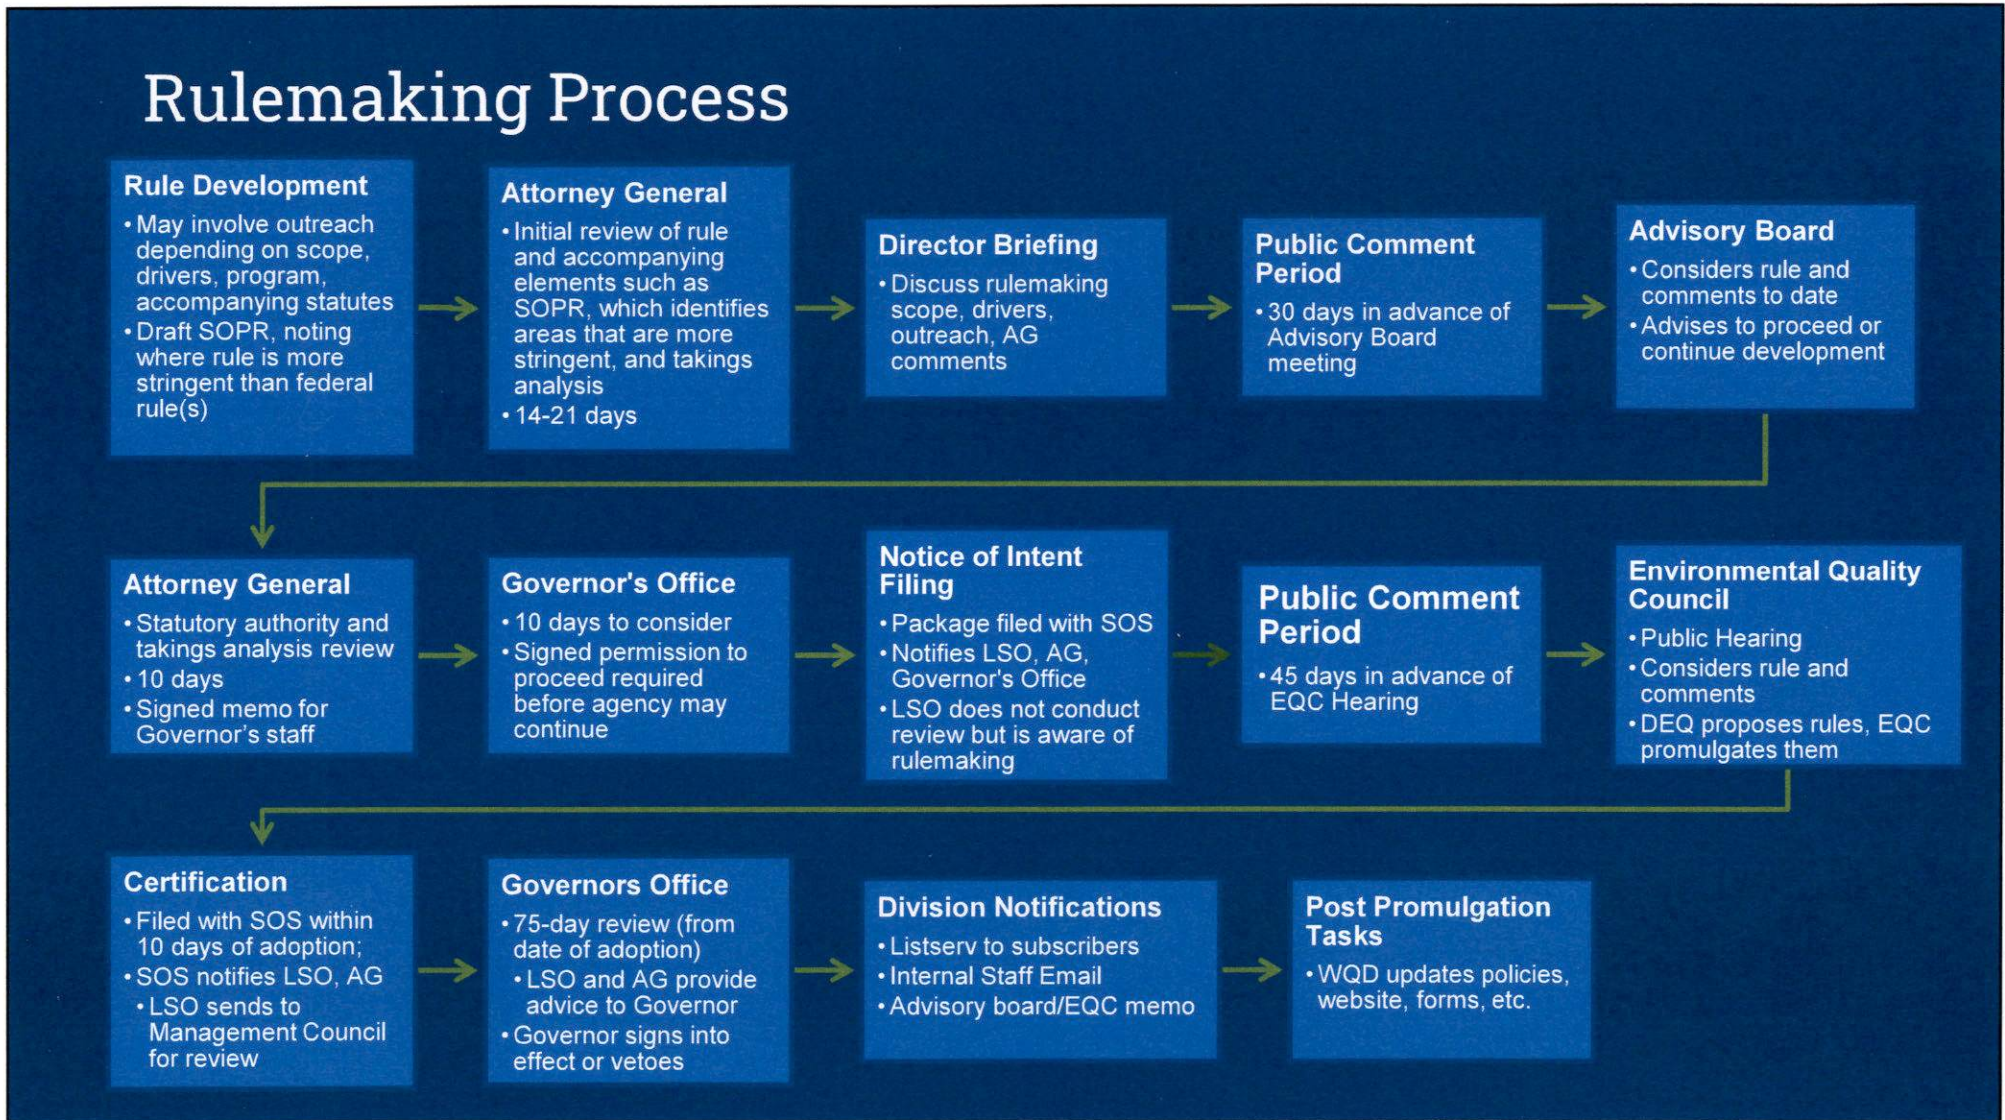 Rulemaking Process
Rule Development
• May involve outreach
depending on scope,
drivers, program,
accompanying statutes
• Draft SOPR, noting
where rule is more
stringent than federal
rule(s)
Attorney General
• Initial review of rule
and accompanying
elements such as
SOPR, which identifies
areas that are more
stringent, and takings
analysis
• 14-21 days
Director Briefing
• Discuss rulemaking
scope, drivers,
outreach, AG
comments
Public Comment
Period
• 30 days in advance of
Advisory Board
meeting
Advisory Board
• Considers rule and
comments to date
• Advises to proceed or
continue development
Attorney General
• Statutory authority and
takings analysis review
• 10 days
• Signed memo for
Governor's staff
Governor's Office
• 10 days to consider
• Signed permission to
proceed required
before agency may
continue
Notice of Intent
Filing
• Package filed with SOS
• Notifies LSO, AG,
Governor's Office
• LSO does not conduct
review but is aware of
rulemaking
Public Comment
Period
• 45 days in advance of
EQC Hearing
Environmental Quality
Council
• Public Hearing
• Considers rule and
comments
• DEQ proposes rules, EQC
promulgates them
Certification
• Filed with SOS within
10 days of adoption;
• SOS notifies LSO, AG
• LSO sends to
Management Council
for review
Governors Office
• 75-day review (from
date of adoption)
• LSO and AG provide
advice to Governor
• Governor signs into
effect or vetoes
Division Notifications
• Listserv to subscribers
• Internal Staff Email
• Advisory board/EQC memo
Post Promulgation
Tasks
• WQD updates policies,
website, forms, etc.